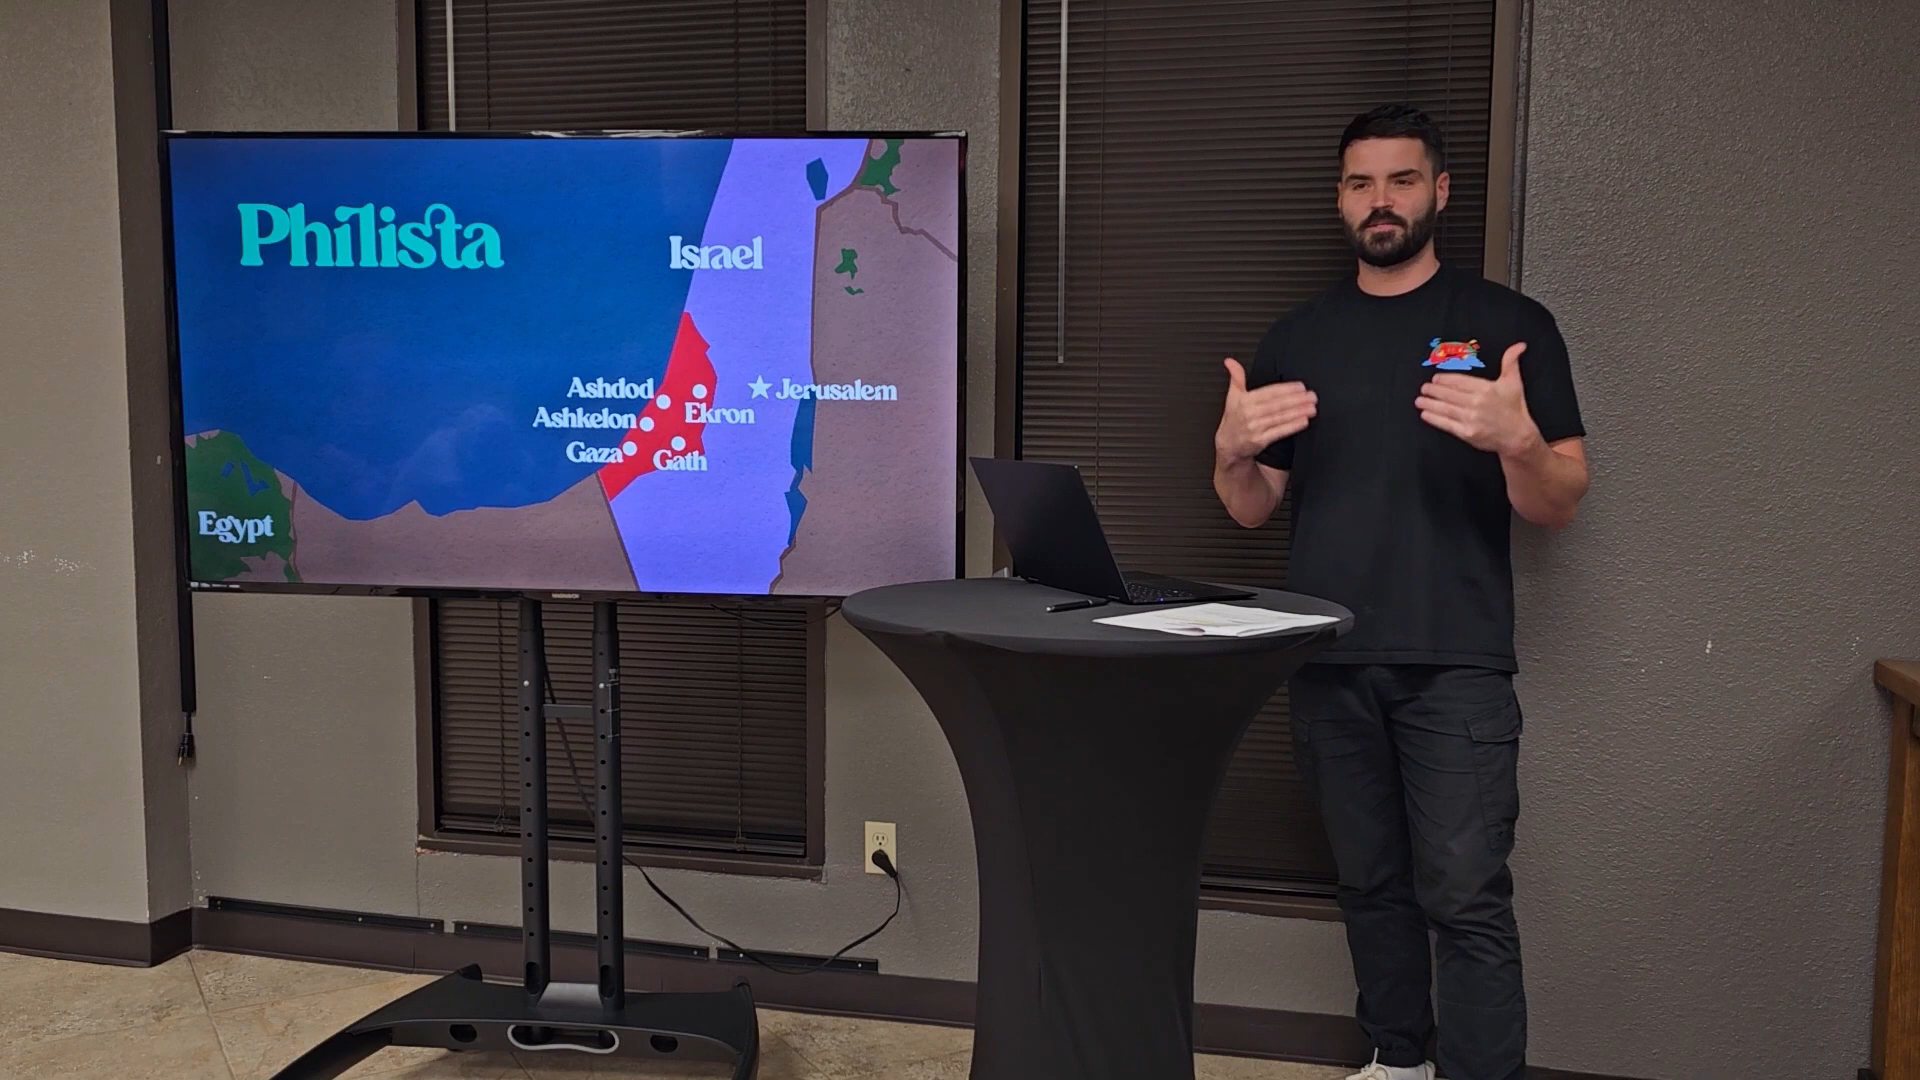 Philista
Israel
Ashdod
Jerusalem
Ashkelon
Ekron
Gaza
Gath
Egypt